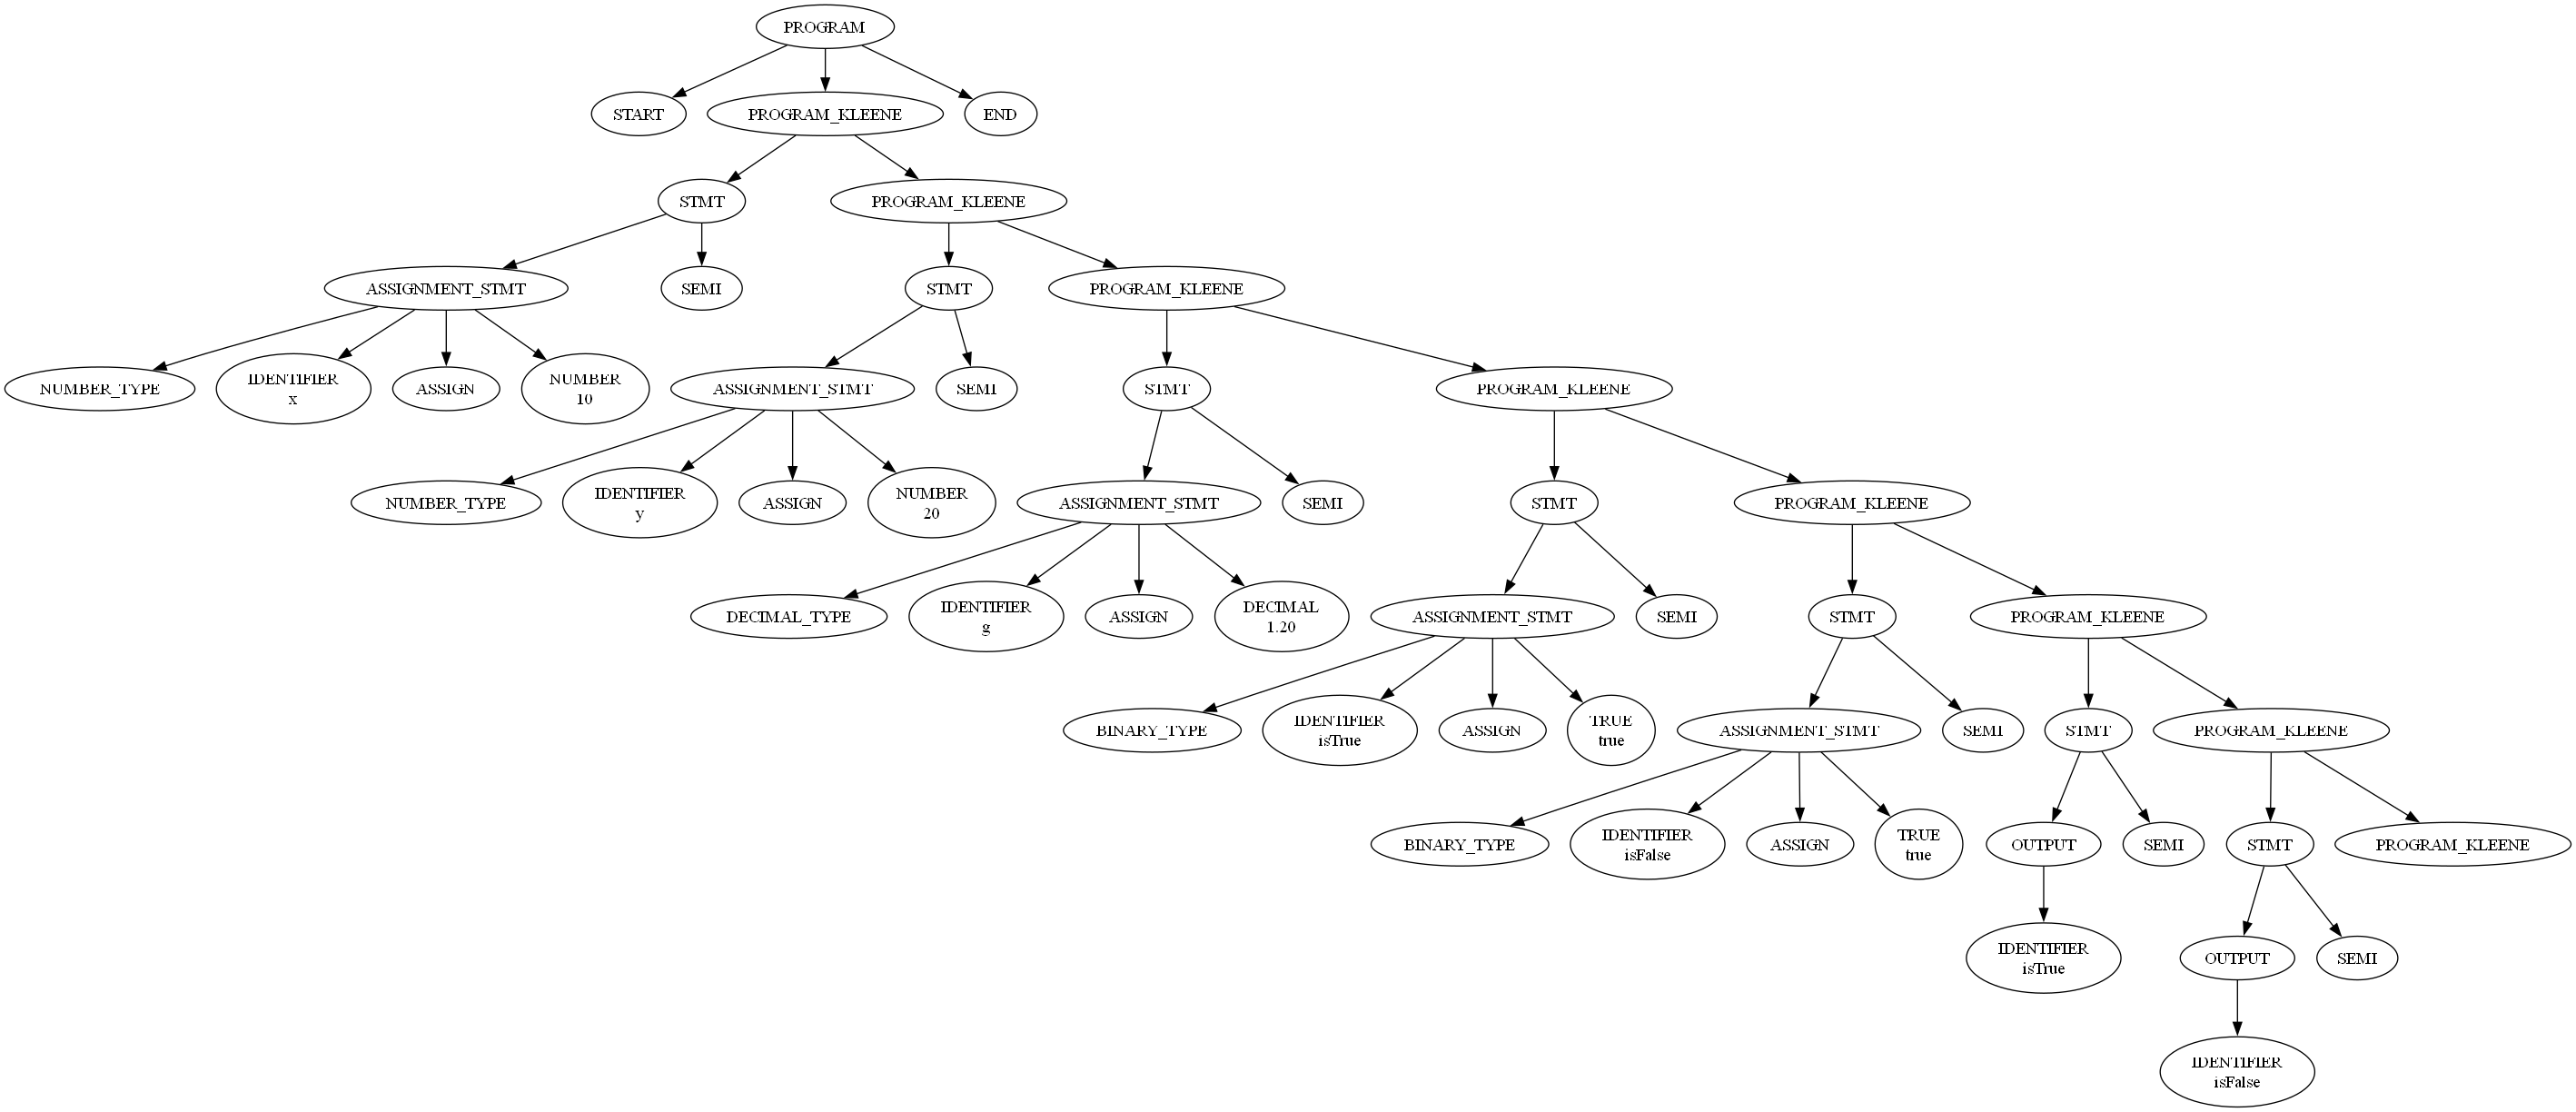 PROGRAM
START
PROGRAM_KLEENE
END
STMT
PROGRAM_KLEENE
ASSIGNMENT_STMT
SEMI
STMT
PROGRAM_KLEENE
NUMBER_TYPE
IDENTIFIER
x
ASSIGN
NUMBER
10
ASSIGNMENT_STMT
SEMI
STMT
PROGRAM_KLEENE
NUMBER_TYPE
IDENTIFIER
y
ASSIGN
NUMBER
20
ASSIGNMENT_STMT
SEMI
STMT
PROGRAM_KLEENE
DECIMAL_TYPE
IDENTIFIER
g
ASSIGN
DECIMAL
1.20
ASSIGNMENT_STMT
SEMI
STMT
PROGRAM_KLEENE
BINARY_TYPE
IDENTIFIER
isTrue
ASSIGN
TRUE
true
ASSIGNMENT_STMT
SEMI
STMT
PROGRAM_KLEENE
BINARY_TYPE
IDENTIFIER
isFalse
ASSIGN
TRUE
true
OUTPUT
SEMI
STMT
PROGRAM_KLEENE
IDENTIFIER
isTrue
OUTPUT
SEMI
IDENTIFIER
isFalse